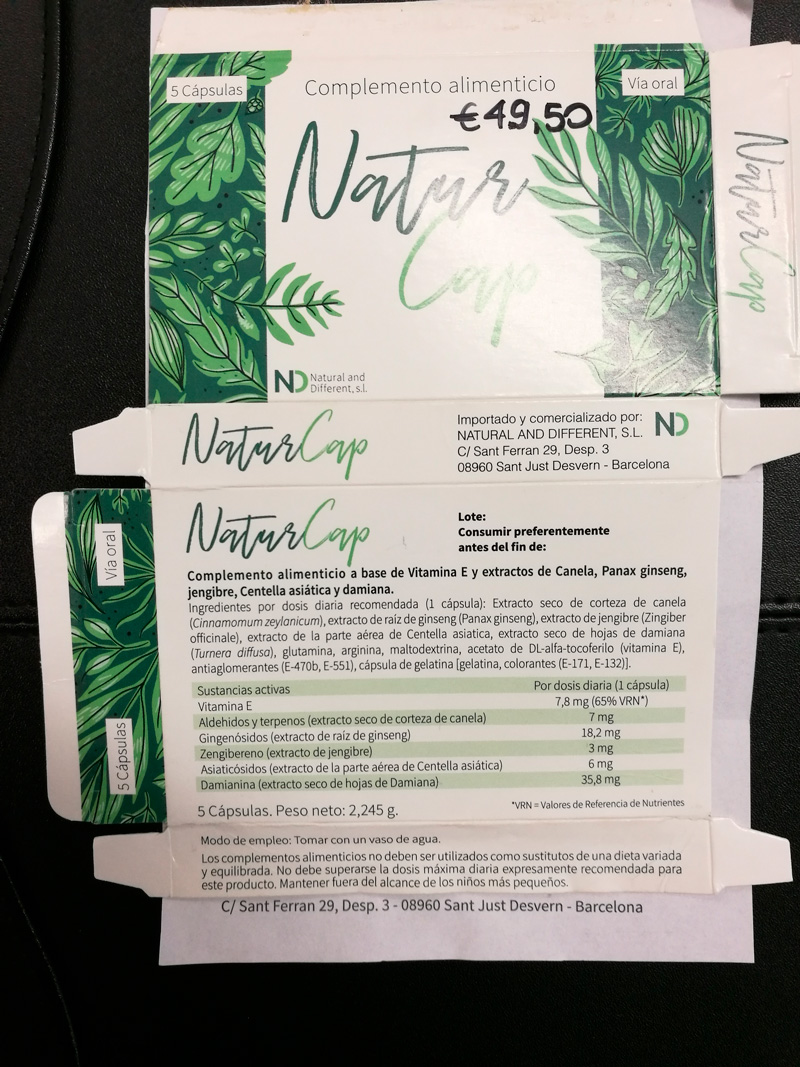 5 Cápsulas
Complemento alimenticio
Vía oral
€49,50
Natur
Cap
ND Natural and
Different, s.l.
NaturCap
NaturCap
Importado y comercializado por:
NATURAL AND DIFFERENT, S.L.
C/ Sant Ferran 29, Desp. 3
08960 Sant Just Desvern - Barcelona
ND
Vía oral
5 Cápsulas
NaturCap
Lote:
Consumir preferentemente
antes del fin de:
Complemento alimenticio a base de Vitamina E y extractos de Canela, Panax ginseng,
jengibre, Centella asiática y damiana.
Ingredientes por dosis diaria recomendada (1 cápsula): Extracto seco de corteza de canela
(Cinnamomum zeylanicum), extracto de raíz de ginseng (Panax ginseng), extracto de jengibre (Zingiber
officinale), extracto de la parte aérea de Centella asiatica, extracto seco de hojas de damiana
(Turnera diffusa), glutamina, arginina, maltodextrina, acetato de DL-alfa-tocoferilo (vitamina E),
antiaglomerantes (E-470b, E-551), cápsula de gelatina [gelatina, colorantes (E-171, E-132)].
Sustancias activas Por dosis diaria (1 cápsula)
Vitamina E 7,8 mg (65% VRN*)
Aldehidos y terpenos (extracto seco de corteza de canela) 7 mg
Gingenósidos (extracto de raíz de ginseng) 18,2 mg
Zengibereno (extracto de jengibre) 3 mg
Asiaticósidos (extracto de la parte aérea de Centella asiática) 6 mg
Damianina (extracto seco de hojas de Damiana) 35,8 mg
5 Cápsulas. Peso neto: 2,245 g.
*VRN = Valores de Referencia de Nutrientes
Modo de empleo: Tomar con un vaso de agua.
Los complementos alimenticios no deben ser utilizados como sustitutos de una dieta variada
y equilibrada. No debe superarse la dosis máxima diaria expresamente recomendada para
este producto. Mantener fuera del alcance de los niños más pequeños.
C/ Sant Ferran 29, Desp. 3 - 08960 Sant Just Desvern - Barcelona